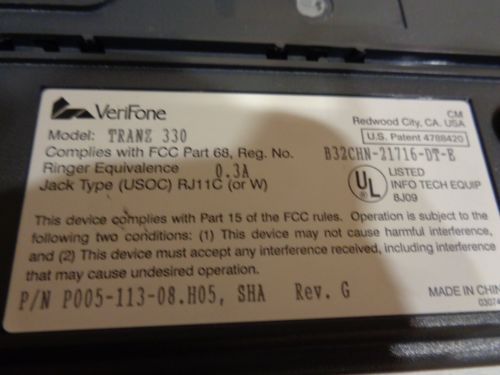 VeriFone
CM
Redwood City, CA. USA
Model: TRANZ 330
U.S. Patent 4788420
Complies with FCC Part 68, Reg. No. B32CHN-21716-DT-E
Ringer Equivalence 0.3A
Jack Type (USOC) RJ11C (or W)
UL
LISTED
INFO TECH EQUIP
8J09
This device complies with Part 15 of the FCC rules. Operation is subject to the
following two conditions: (1) This device may not cause harmful interference,
and (2) This device must accept any interference received, including interference
that may cause undesired operation.
P/N P005-113-08.H05, SHA Rev. G
MADE IN CHIN
03074